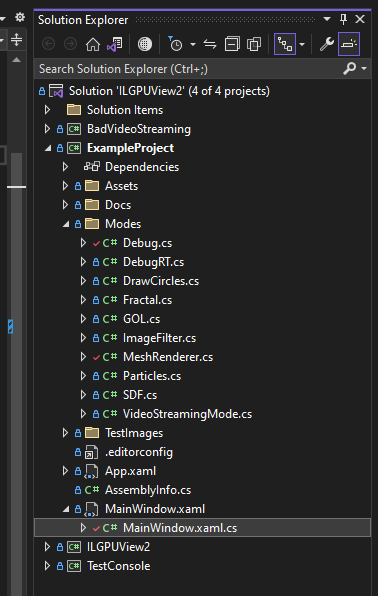 Solution Explorer
Search Solution Explorer (Ctrl+;)
Solution 'ILGPUView2' (4 of 4 projects)
Solution Items
C# BadVideoStreaming
C# ExampleProject
Dependencies
Assets
Docs
Modes
C# Debug.cs
C# DebugRT.cs
C# DrawCircles.cs
C# Fractal.cs
C# GOL.cs
C# ImageFilter.cs
C# MeshRenderer.cs
C# Particles.cs
C# SDF.cs
C# VideoStreamingMode.cs
TestImages
.editorconfig
App.xaml
C# AssemblyInfo.cs
MainWindow.xaml
C# MainWindow.xaml.cs
C# ILGPUView2
C# TestConsole